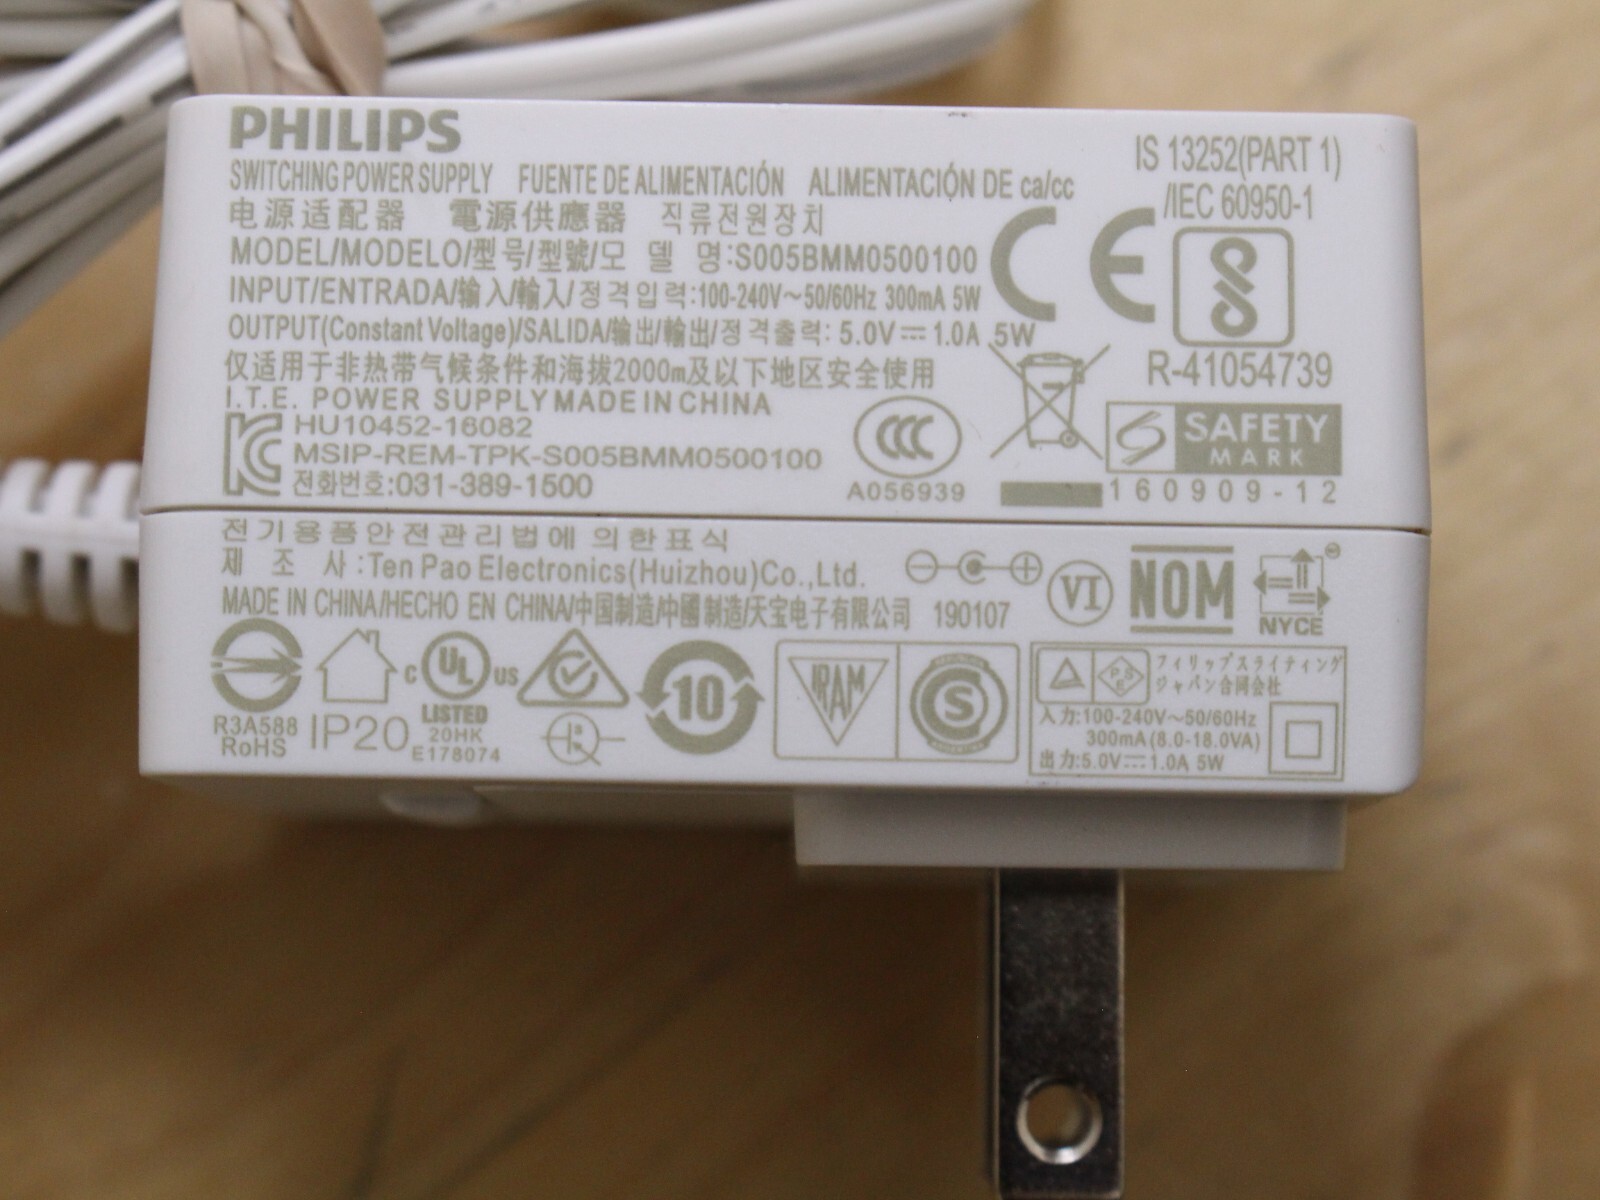 PHILIPS
SWITCHING POWER SUPPLY FUENTE DE ALIMENTACIÓN ALIMENTACIÓN DE ca/cc
IS 13252(PART 1)
/IEC 60950-1
电源适配器 電源供應器 직류전원장치
MODEL/MODELO/型号/型號/모 델 명:S005BMM0500100
INPUT/ENTRADA/输入/輸入/정격입력:100-240V~50/60Hz 300mA 5W
OUTPUT(Constant Voltage)/SALIDA/输出/輸出/정격출력: 5.0V⎓1.0A 5W
CE
仅适用于非热带气候条件和海拔2000m及以下地区安全使用
R-41054739
I.T.E. POWER SUPPLY MADE IN CHINA
HU10452-16082
MSIP-REM-TPK-S005BMM0500100
전화번호:031-389-1500
KC
CCC
A056939
SAFETY
MARK
160909-12
전기용품안전관리법에 의한표식
제 조 사:Ten Pao Electronics(Huizhou)Co.,Ltd.
MADE IN CHINA/HECHO EN CHINA/中国制造/中國制造/天宝电子有限公司 190107
VI
NOM
NYCE
R3A588
RoHS
IP20
C UL US
LISTED
20HK
E178074
10
IRAM
S
PS
E
フィリップスライティング
ジャパン合同会社
入力:100-240V~50/60Hz
300mA(8.0-18.0VA)
出力:5.0V⎓1.0A 5W